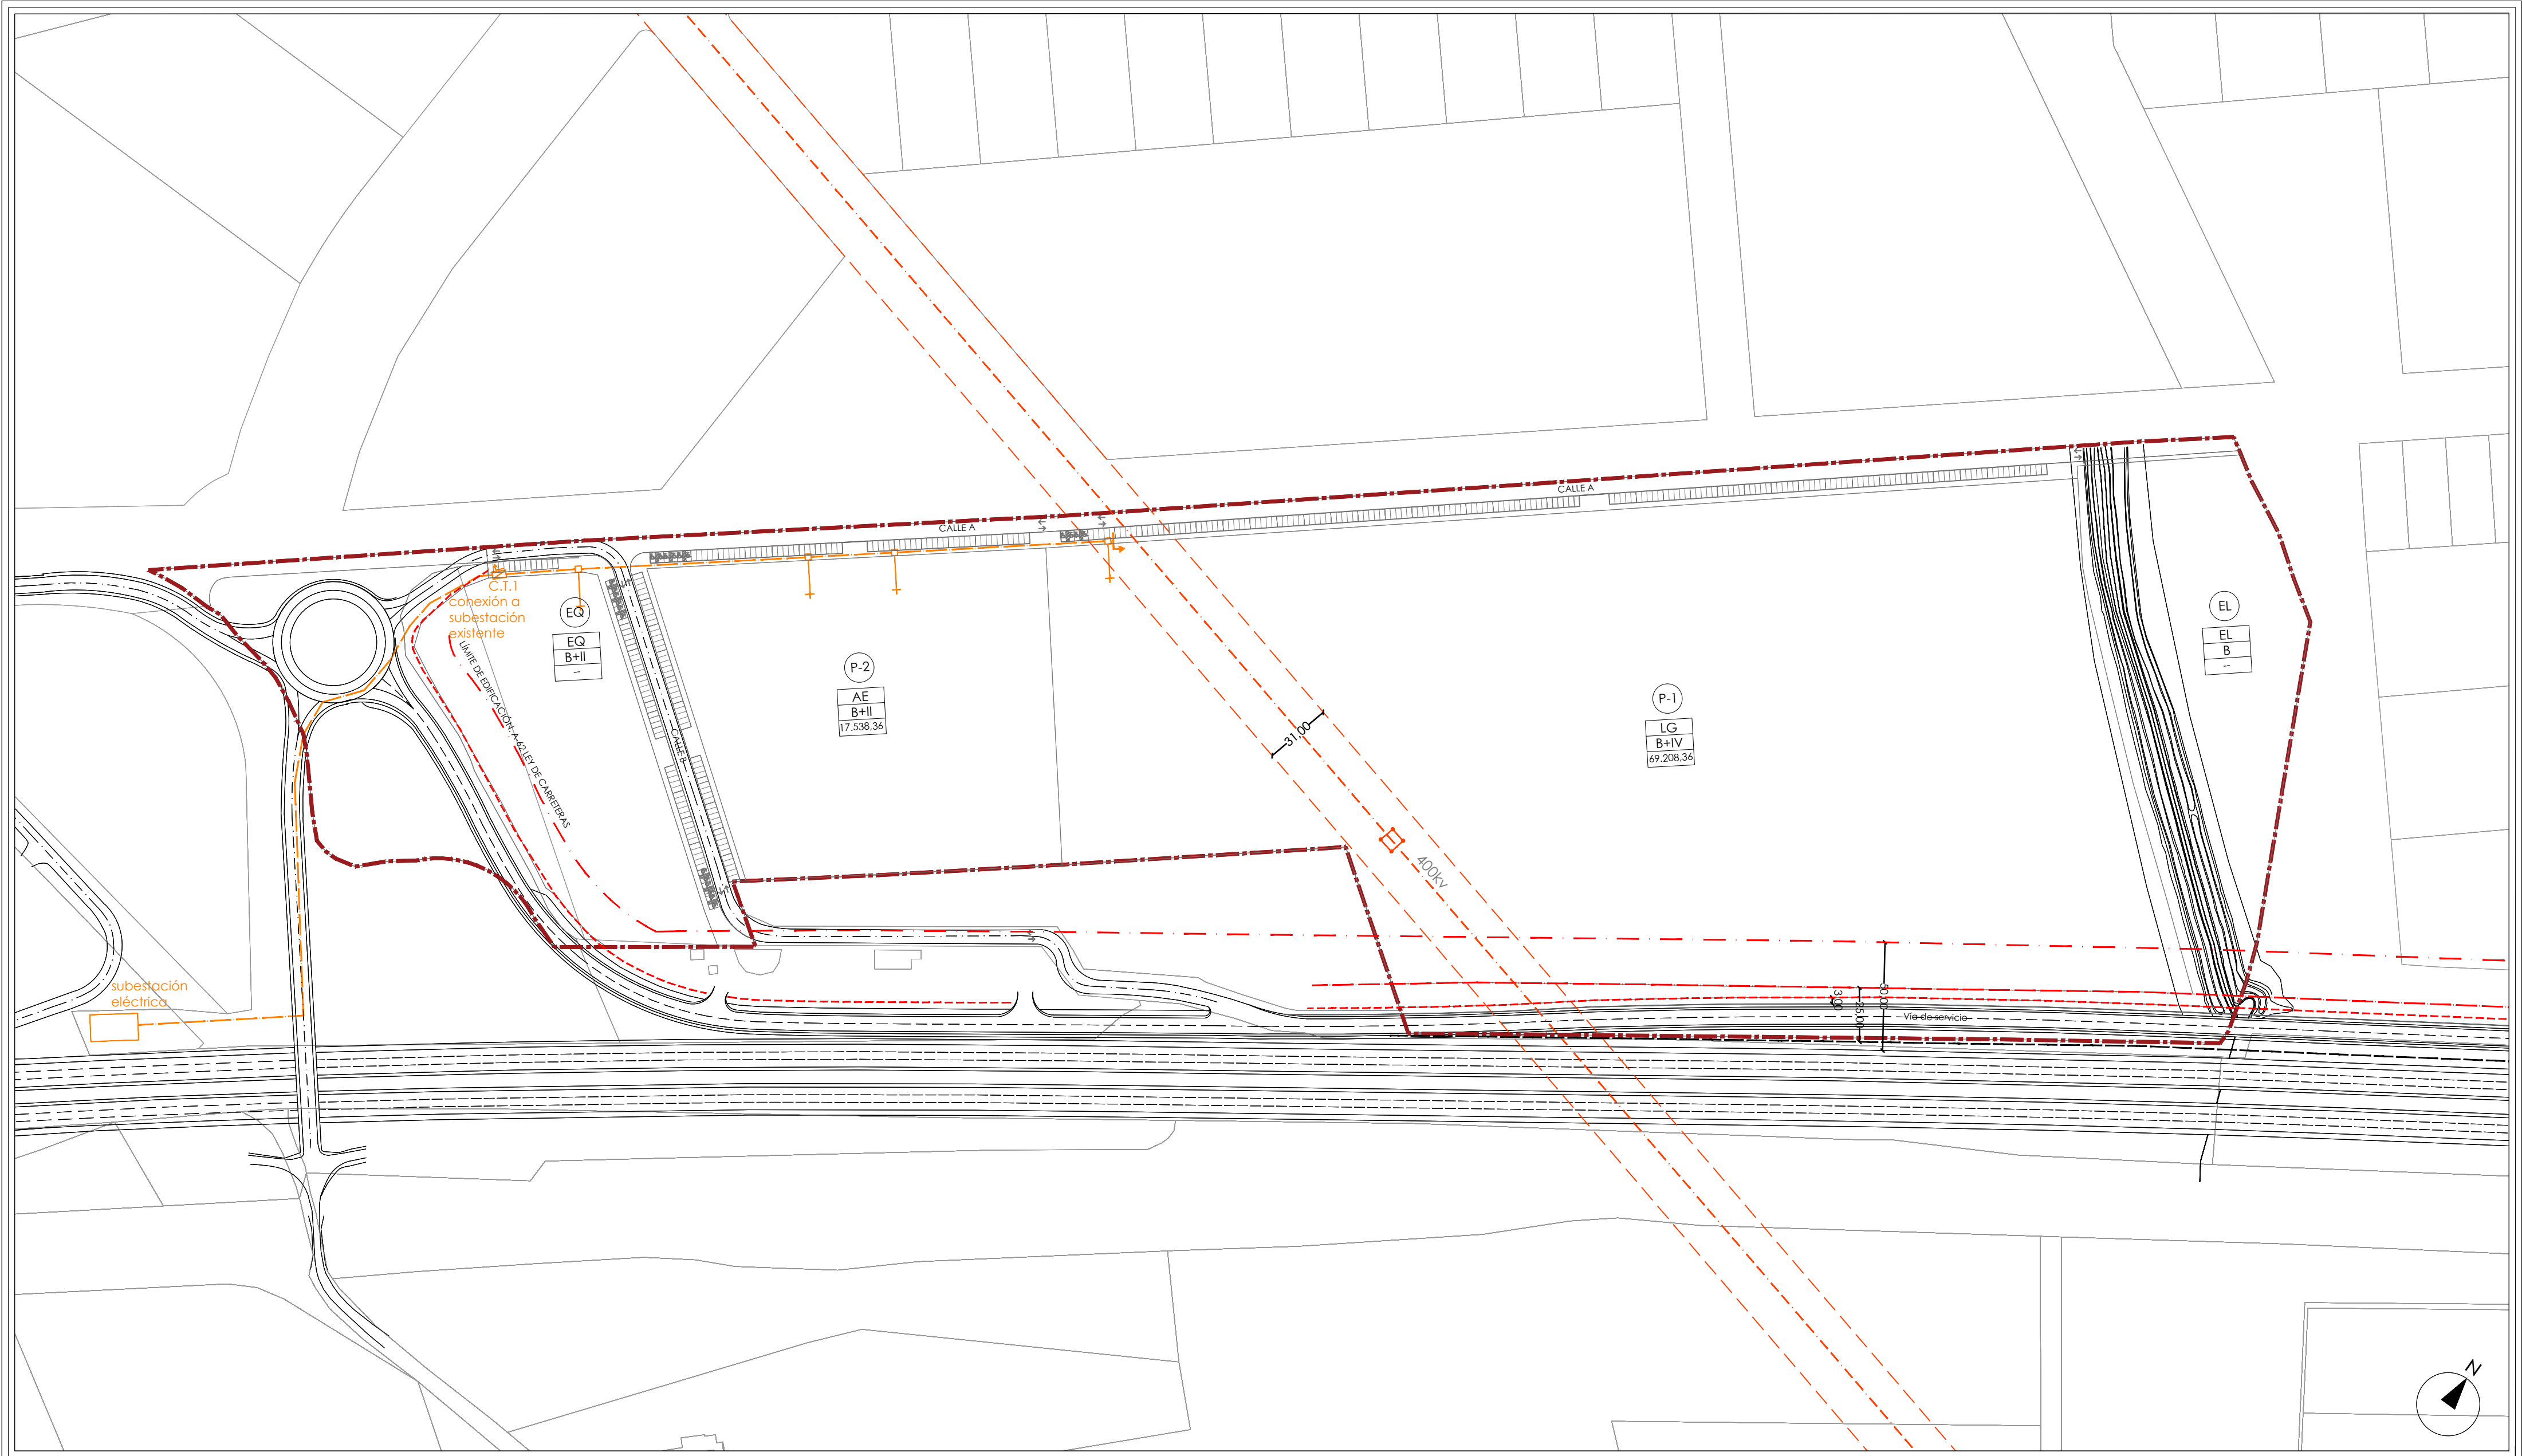 CALLE A
CALLE A
C.T.1
conexión a
subestación
existente
EQ
EQ
B+II
--
LÍMITE DE EDIFICACIÓN. A-62 LEY DE CARRETERAS
CALLE B
P-2
AE
B+II
17.538,36
31,00
400kv
P-1
LG
B+IV
69.208,36
EL
EL
B
--
subestación
eléctrica
3,00
25,00
50,00
Vía de servicio
N